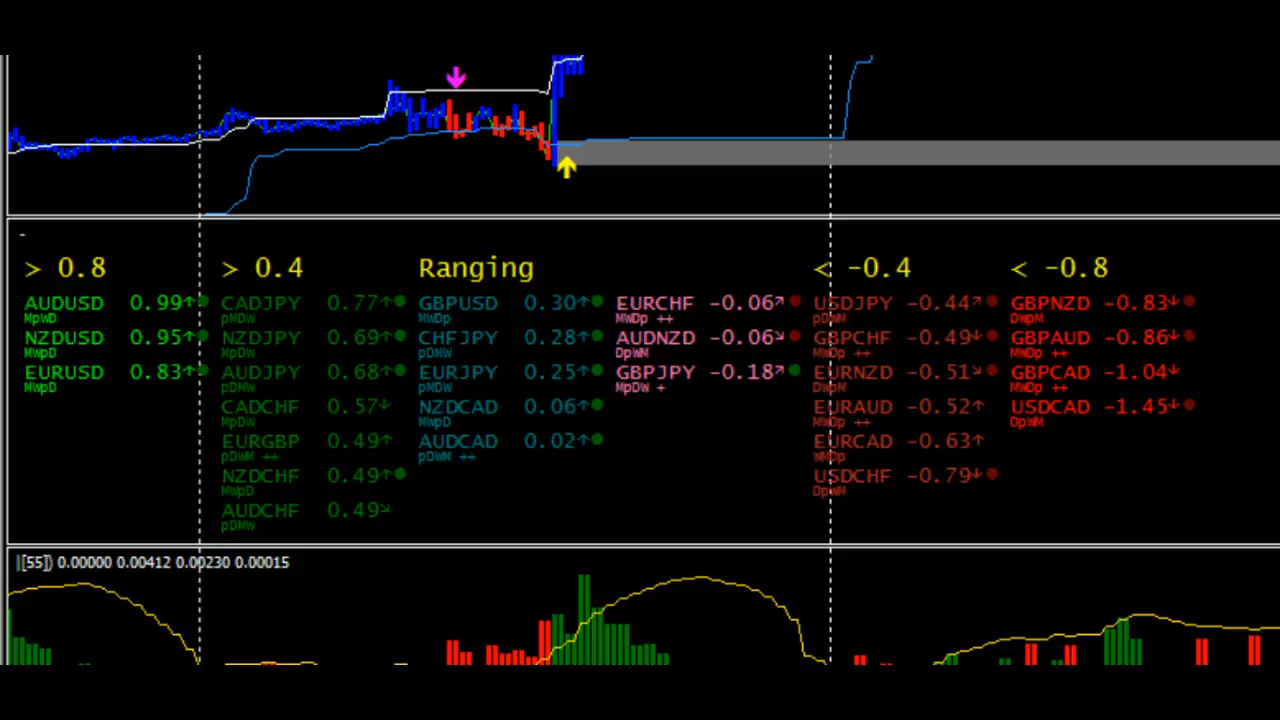 -
> 0.8
AUDUSD 0.99↑
MpWD
NZDUSD 0.95↑
MWpD
EURUSD 0.83↑
MWpD
> 0.4
CADJPY 0.77↑
MpDW
NZDJPY 0.69↑
pDMW
AUDJPY 0.68↑
pDMW
CADCHF 0.57↓
MpDW
EURGBP 0.49↑
pDWM ++
NZDCHF 0.49↑
MWpD
AUDCHF 0.49↘
pDMW
Ranging
GBPUSD 0.30↑
MWDp
CHFJPY 0.28↑
pDMW
EURJPY 0.25↑
pMDW
NZDCAD 0.06↑
MWpD
AUDCAD 0.02↑
pDWM ++
EURCHF -0.06↗
MWDp ++
AUDNZD -0.06↘
DpWM
GBPJPY -0.18↗
MpDW +
< -0.4
USDJPY -0.44↗
pDWM
GBPCHF -0.49↓
MWDp ++
EURNZD -0.51↘
DWpM
EURAUD -0.52↑
MWDp ++
EURCAD -0.63↑
WMDp
USDCHF -0.79↓
DpWM
< -0.8
GBPNZD -0.83↓
DWpM
GBPAUD -0.86↓
MWDp ++
GBPCAD -1.04↓
MWDp ++
USDCAD -1.45↓
DpWM
|[55]) 0.00000 0.00412 0.00230 0.00015